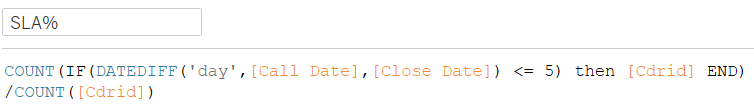 SLA%
COUNT(IF(DATEDIFF('day',[Call Date],[Close Date]) <= 5) then [Cdrid] END)
/COUNT([Cdrid])